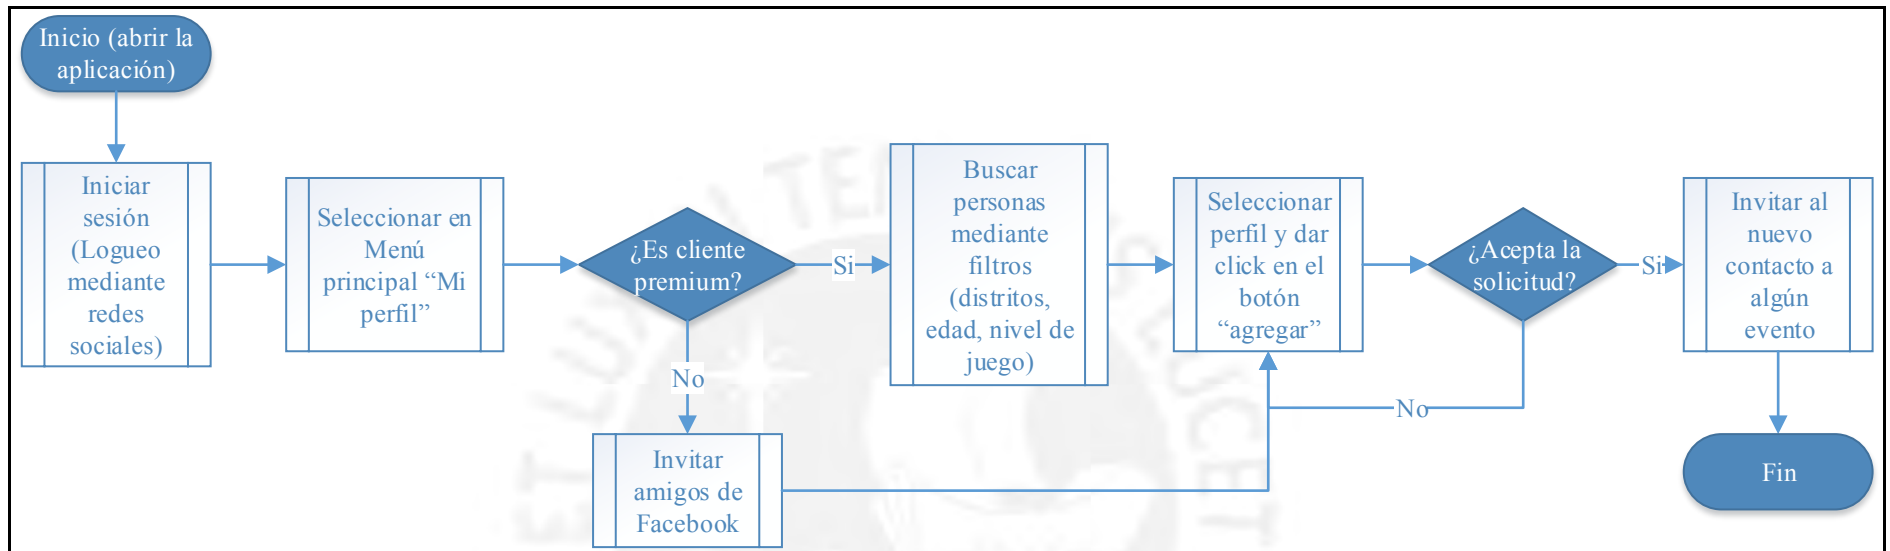 Inicio (abrir la
aplicación)
Iniciar
sesión
(Logueo
mediante
redes
sociales)
Seleccionar en
Menú
principal “Mi
perfil”
¿Es cliente
premium?
Si
No
Invitar
amigos de
Facebook
Buscar
personas
mediante
filtros
(distritos,
edad, nivel de
juego)
Seleccionar
perfil y dar
click en el
botón
“agregar”
¿Acepta la
solicitud?
Si
No
Invitar al
nuevo
contacto a
algún
evento
Fin